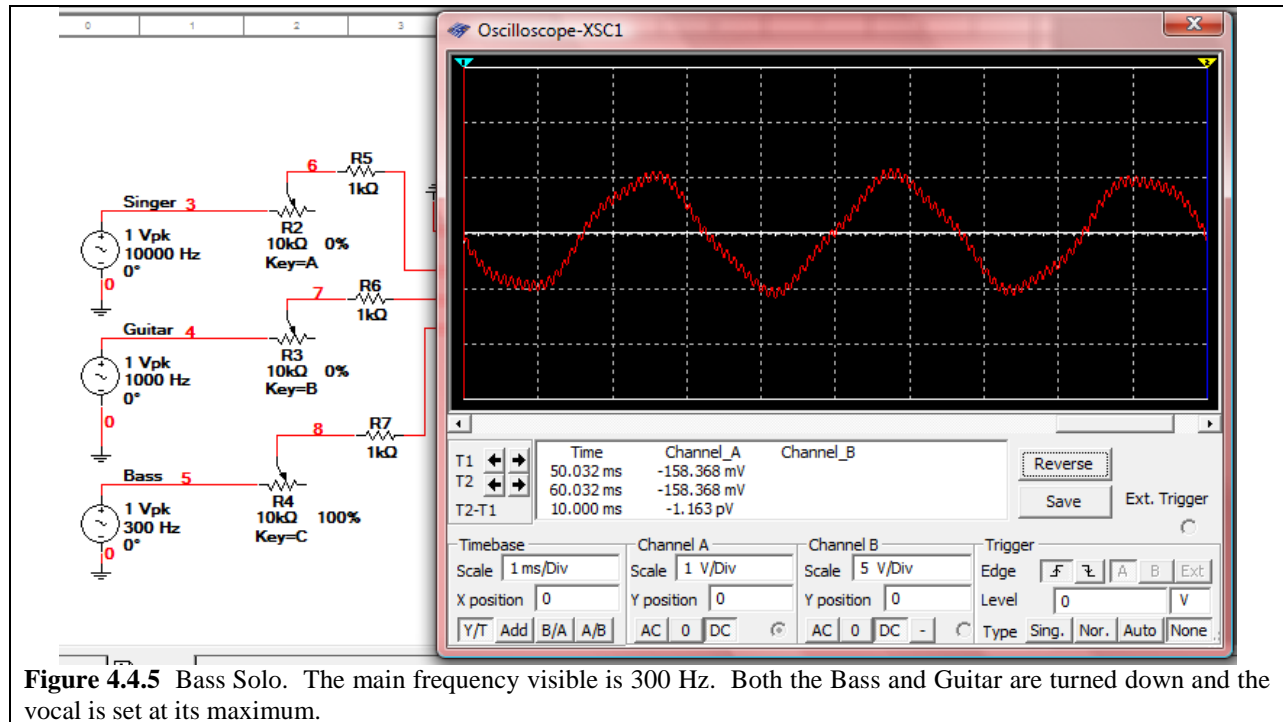 0 1 2 3
Oscilloscope-XSC1
1 2
6 R5
1kΩ
Singer 3
R2
10kΩ 0%
Key=A
1 Vpk
10000 Hz
0°
0
7 R6
1kΩ
Guitar 4
R3
10kΩ 0%
Key=B
1 Vpk
1000 Hz
0°
0
8 R7
1kΩ
Bass 5
R4
10kΩ 100%
Key=C
1 Vpk
300 Hz
0°
0
Time Channel_A Channel_B
T1 50.032 ms -158.368 mV
T2 60.032 ms -158.368 mV
T2-T1 10.000 ms -1.163 pV
Reverse
Save
Ext. Trigger
Timebase
Scale 1 ms/Div
X position 0
Y/T Add B/A A/B
Channel A
Scale 1 V/Div
Y position 0
AC 0 DC
Channel B
Scale 5 V/Div
Y position 0
AC 0 DC -
Trigger
Edge A B Ext
Level 0 V
Type Sing. Nor. Auto None
Figure 4.4.5 Bass Solo. The main frequency visible is 300 Hz. Both the Bass and Guitar are turned down and the
vocal is set at its maximum.